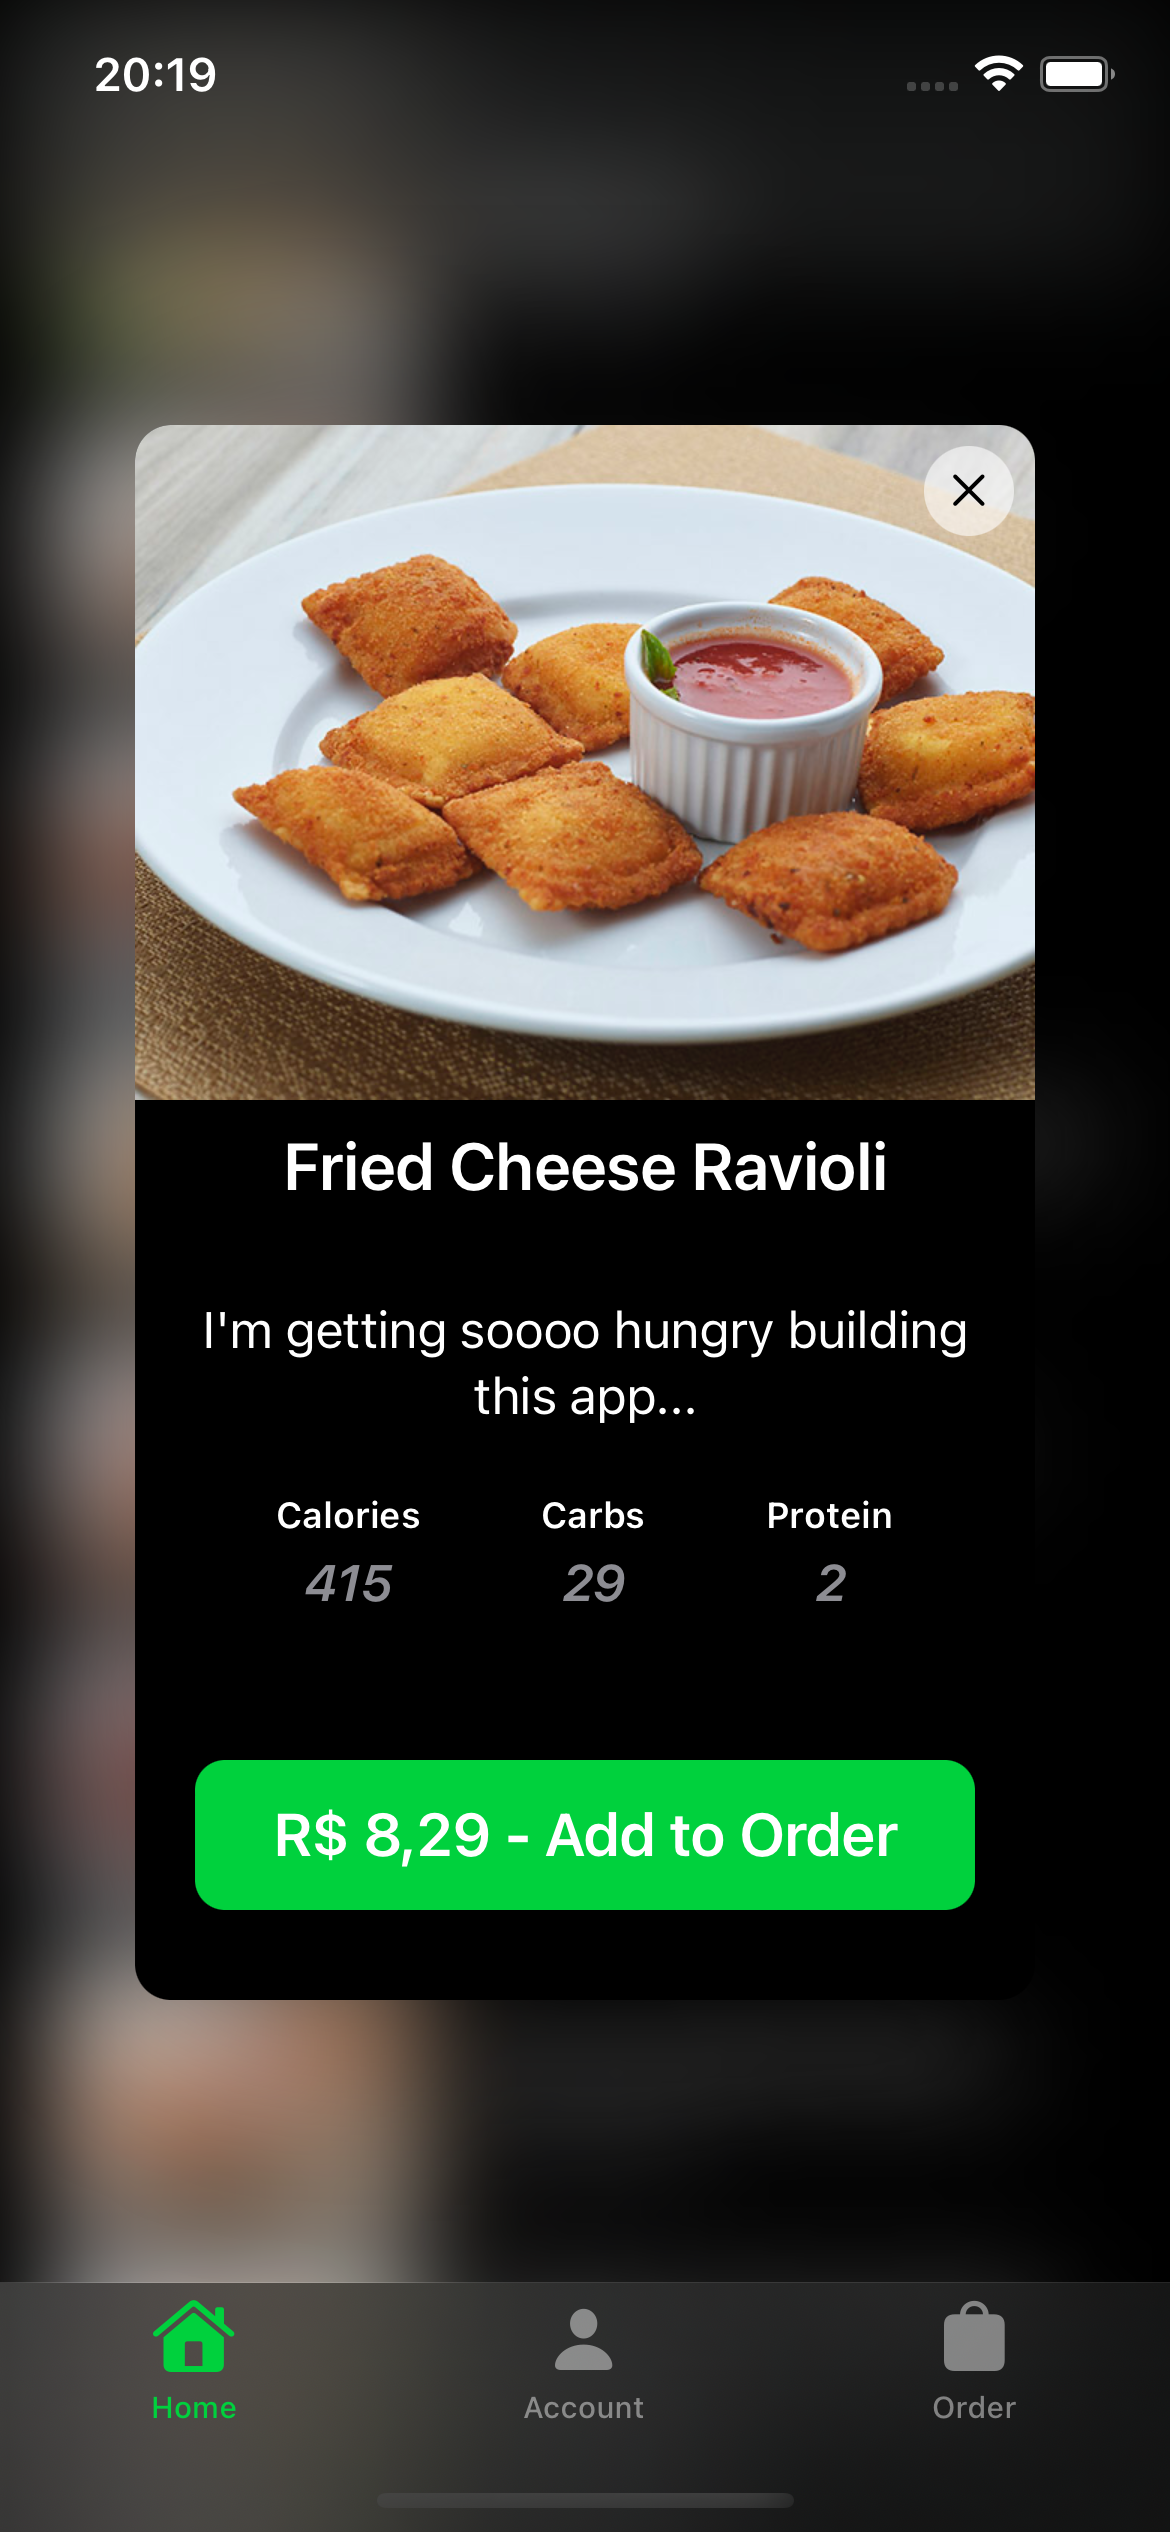 20:19
Fried Cheese Ravioli
I'm getting soooo hungry building
this app...
Calories Carbs Protein
415 29 2
R$ 8,29 - Add to Order
Home Account Order